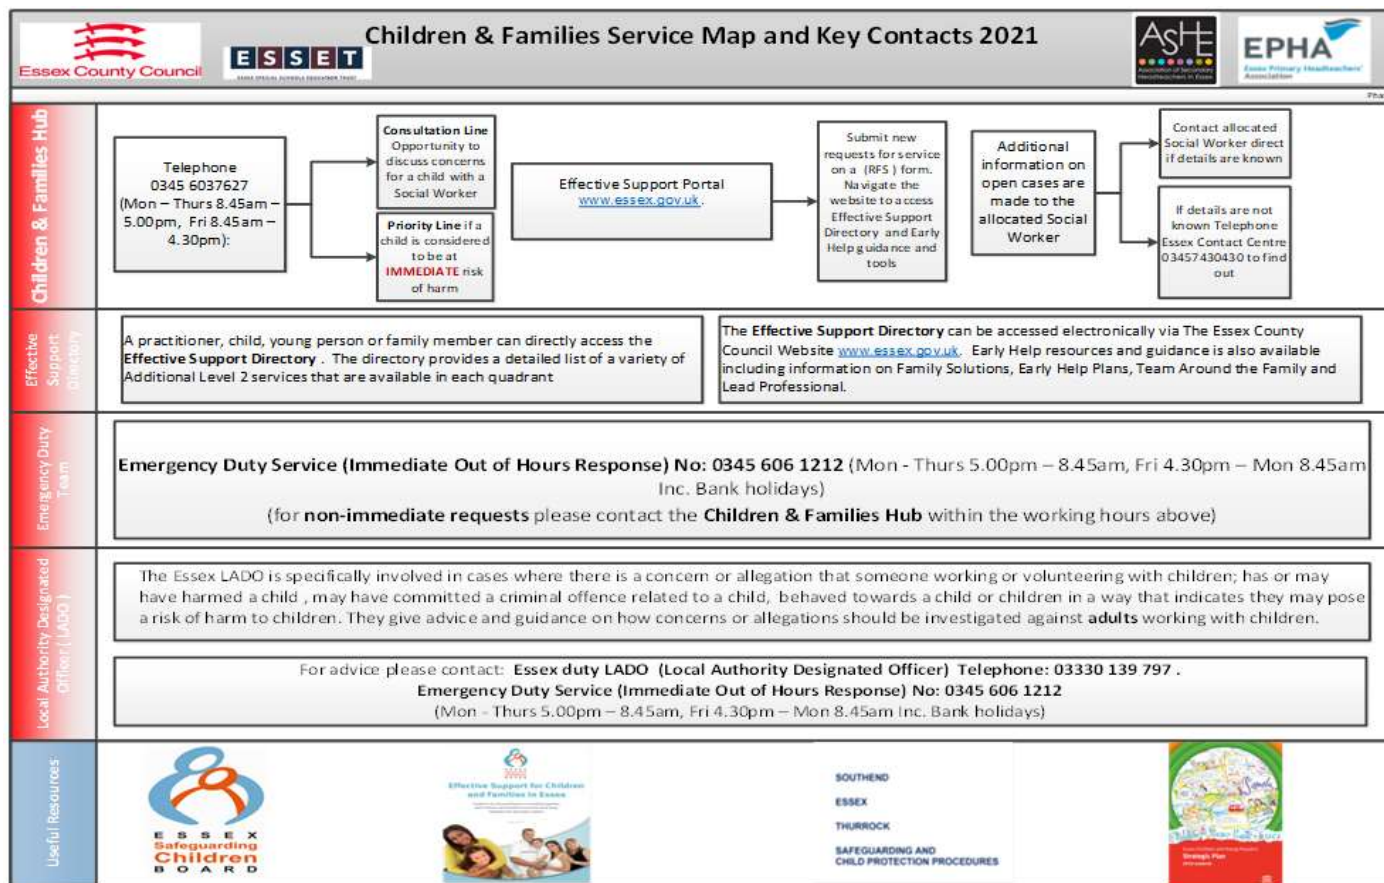 Children & Families Service Map and Key Contacts 2021
Essex County Council
ESSET
ESSEX SPECIAL SCHOOLS EDUCATION TRUST
ASHE
Association of Secondary
Headteachers in Essex
EPHA
Essex Primary Headteachers'
Association
Children & Families Hub
Telephone
0345 6037627
(Mon – Thurs 8.45am –
5.00pm, Fri 8.45am –
4.30pm):
Consultation Line
Opportunity to
discuss concerns
for a child with a
Social Worker
Priority Line if a
child is considered
to be at
IMMEDIATE risk
of harm
Effective Support Portal
www.essex.gov.uk .
Submit new
requests for service
on a (RFS ) form.
Navigate the
website to access
Effective Support
Directory and Early
Help guidance and
tools
Additional
information on
open cases are
made to the
allocated Social
Worker
Contact allocated
Social Worker direct
if details are known
If details are not
known Telephone
Essex Contact Centre
03457430430 to find
out
Effective
Support
Directory
A practitioner, child, young person or family member can directly access the
Effective Support Directory . The directory provides a detailed list of a variety of
Additional Level 2 services that are available in each quadrant
The Effective Support Directory can be accessed electronically via The Essex County
Council Website www.essex.gov.uk. Early Help resources and guidance is also available
including information on Family Solutions, Early Help Plans, Team Around the Family and
Lead Professional.
Emergency Duty
Team
Emergency Duty Service (Immediate Out of Hours Response) No: 0345 606 1212 (Mon - Thurs 5.00pm – 8.45am, Fri 4.30pm – Mon 8.45am
Inc. Bank holidays)
(for non-immediate requests please contact the Children & Families Hub within the working hours above)
Local Authority Designated
Officer ( LADO )
The Essex LADO is specifically involved in cases where there is a concern or allegation that someone working or volunteering with children; has or may
have harmed a child , may have committed a criminal offence related to a child, behaved towards a child or children in a way that indicates they may pose
a risk of harm to children. They give advice and guidance on how concerns or allegations should be investigated against adults working with children.
For advice please contact: Essex duty LADO (Local Authority Designated Officer) Telephone: 03330 139 797 .
Emergency Duty Service (Immediate Out of Hours Response) No: 0345 606 1212
(Mon - Thurs 5.00pm – 8.45am, Fri 4.30pm – Mon 8.45am Inc. Bank holidays)
Useful Resources
ESSEX
Safeguarding
Children
BOARD
Effective Support for Children
and Families in Essex
SOUTHEND
ESSEX
THURROCK
SAFEGUARDING AND
CHILD PROTECTION PROCEDURES
Strategic Plan